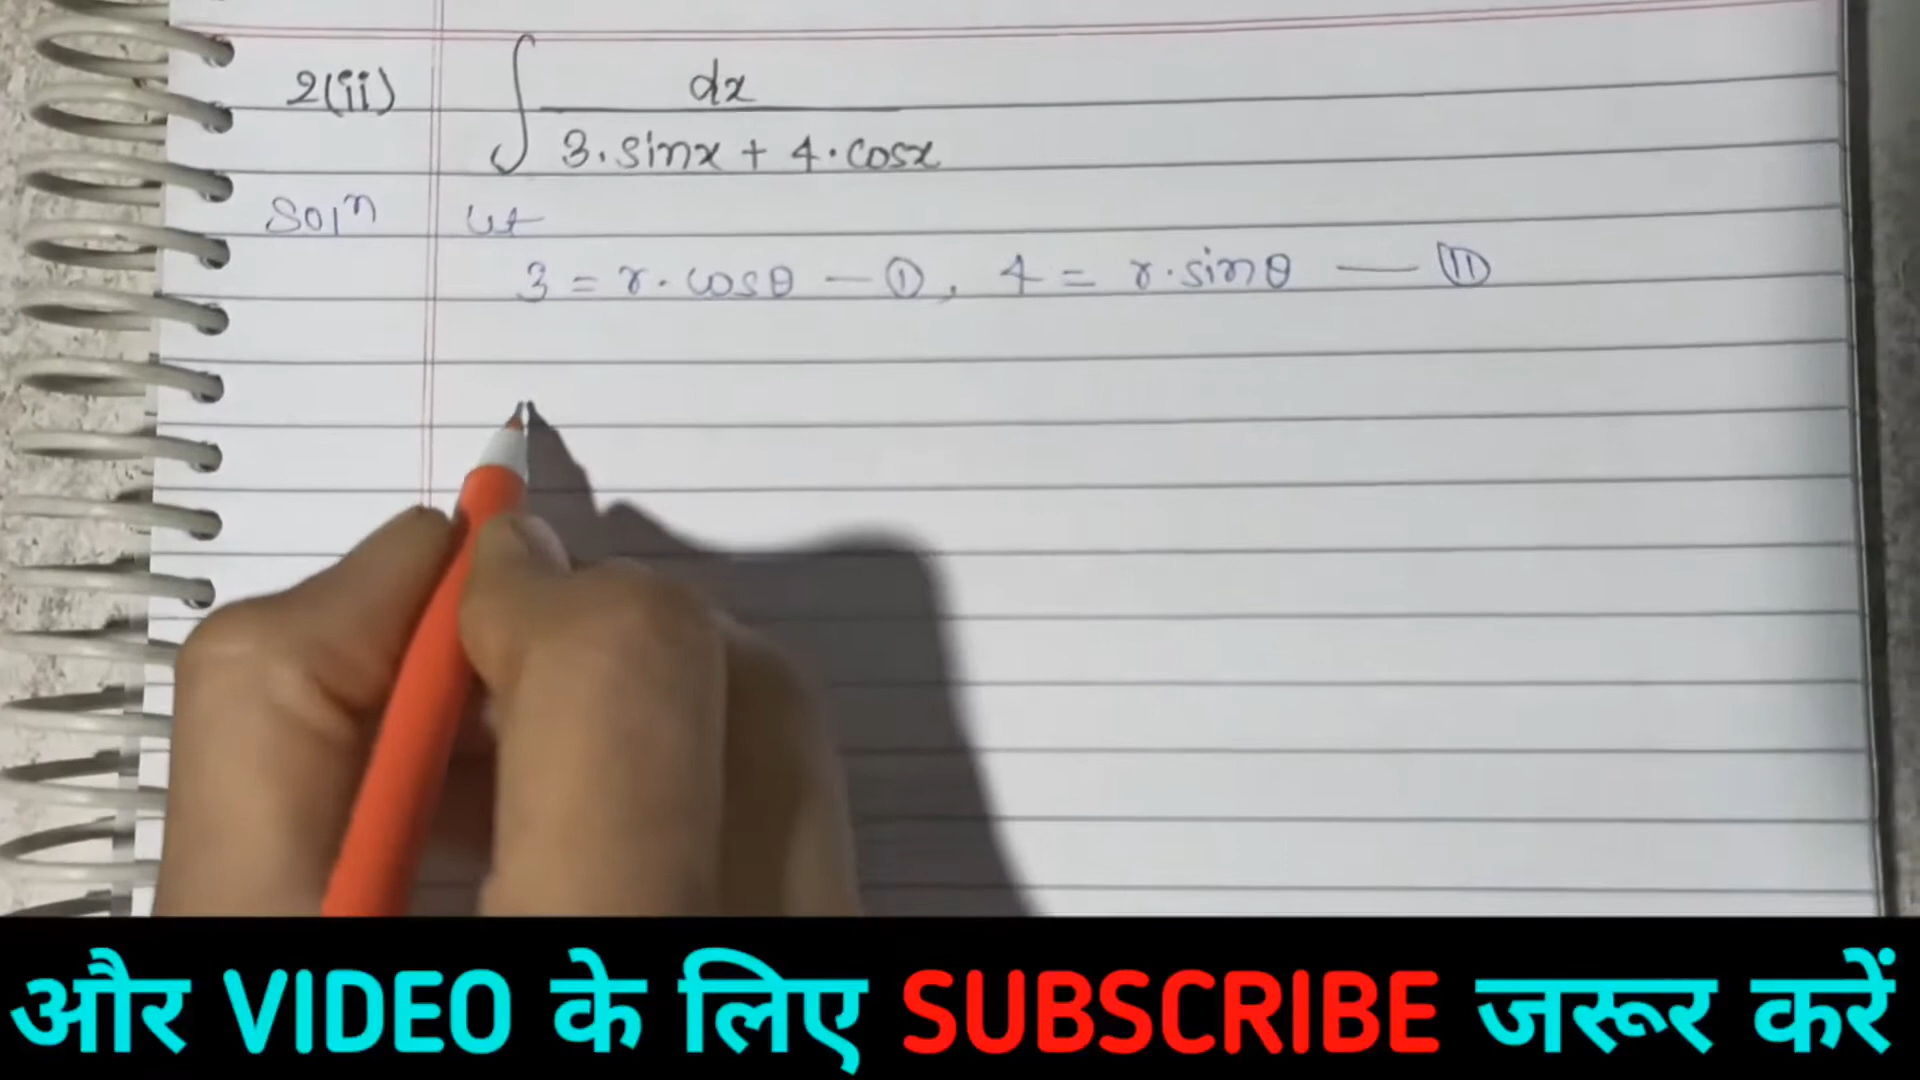 2(ii) ∫ dx
3.sinx + 4.cosx
Solⁿ let
3 = r.cosθ — ①, 4 = r.sinθ — ⑪
और VIDEO के लिए SUBSCRIBE जरूर करें